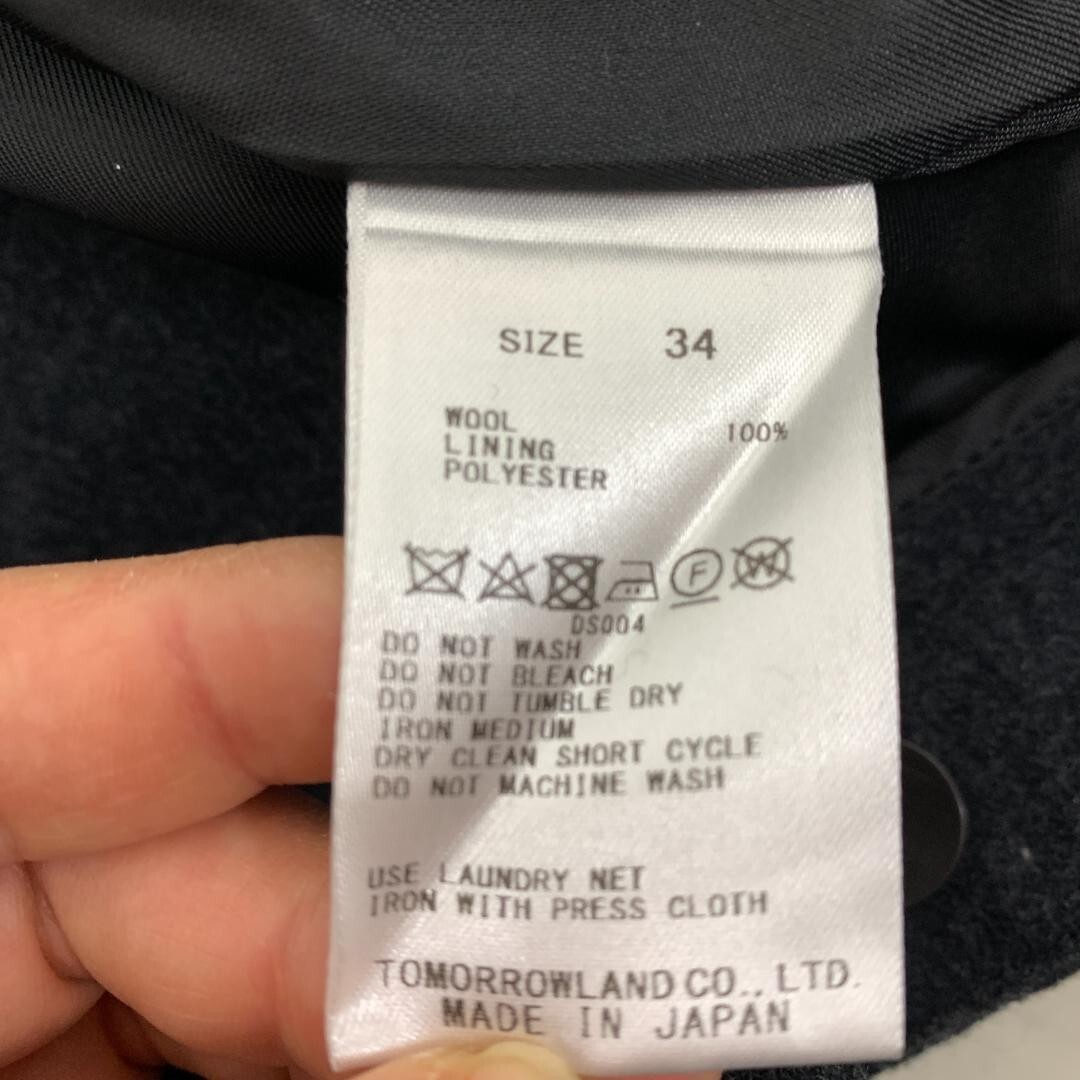 SIZE 34
WOOL 100%
LINING
POLYESTER
F W
DS004
DO NOT WASH
DO NOT BLEACH
DO NOT TUMBLE DRY
IRON MEDIUM
DRY CLEAN SHORT CYCLE
DO NOT MACHINE WASH
USE LAUNDRY NET
IRON WITH PRESS CLOTH
TOMORROWLAND CO., LTD.
MADE IN JAPAN